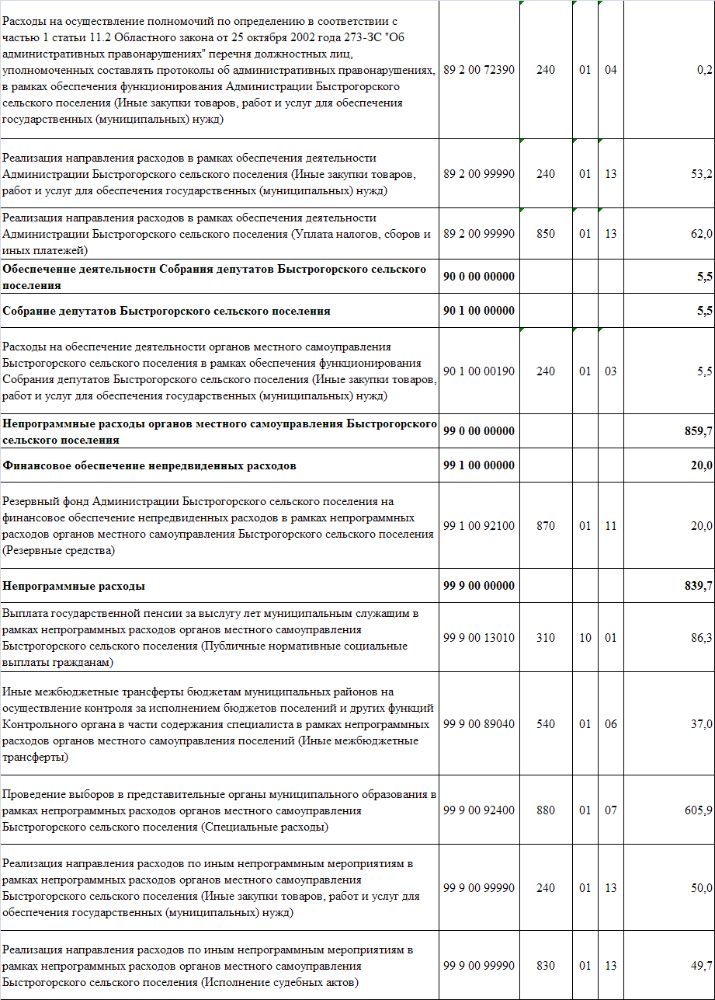 Расходы на осуществление полномочий по определению в соответствии с
частью 1 статьи 11.2 Областного закона от 25 октября 2002 года 273-ЗС "Об
административных правонарушениях" перечня должностных лиц,
уполномоченных составлять протоколы об административных правонарушениях,
в рамках обеспечения функционирования Администрации Быстрогорского
сельского поселения (Иные закупки товаров, работ и услуг для обеспечения
государственных (муниципальных) нужд)
89 2 00 72390 240 01 04 0,2
Реализация направления расходов в рамках обеспечения деятельности
Администрации Быстрогорского сельского поселения (Иные закупки товаров,
работ и услуг для обеспечения государственных (муниципальных) нужд)
89 2 00 99990 240 01 13 53,2
Реализация направления расходов в рамках обеспечения деятельности
Администрации Быстрогорского сельского поселения (Уплата налогов, сборов и
иных платежей)
89 2 00 99990 850 01 13 62,0
Обеспечение деятельности Собрания депутатов Быстрогорского сельского
поселения
90 0 00 00000 5,5
Собрание депутатов Быстрогорского сельского поселения 90 1 00 00000 5,5
Расходы на обеспечение деятельности органов местного самоуправления
Быстрогорского сельского поселения в рамках обеспечения функционирования
Собрания депутатов Быстрогорского сельского поселения (Иные закупки товаров,
работ и услуг для обеспечения государственных (муниципальных) нужд)
90 1 00 00190 240 01 03 5,5
Непрограммные расходы органов местного самоуправления Быстрогорского
сельского поселения
99 0 00 00000 859,7
Финансовое обеспечение непредвиденных расходов 99 1 00 00000 20,0
Резервный фонд Администрации Быстрогорского сельского поселения на
финансовое обеспечение непредвиденных расходов в рамках непрограммных
расходов органов местного самоуправления Быстрогорского сельского поселения
(Резервные средства)
99 1 00 92100 870 01 11 20,0
Непрограммные расходы 99 9 00 00000 839,7
Выплата государственной пенсии за выслугу лет муниципальным служащим в
рамках непрограммных расходов органов местного самоуправления
Быстрогорского сельского поселения (Публичные нормативные социальные
выплаты гражданам)
99 9 00 13010 310 10 01 86,3
Иные межбюджетные трансферты бюджетам муниципальных районов на
осуществление контроля за исполнением бюджетов поселений и других функций
Контрольного органа в части содержания специалиста в рамках непрограммных
расходов органов местного самоуправления поселений (Иные межбюджетные
трансферты)
99 9 00 89040 540 01 06 37,0
Проведение выборов в представительные органы муниципального образования в
рамках непрограммных расходов органов местного самоуправления
Быстрогорского сельского поселения (Специальные расходы)
99 9 00 92400 880 01 07 605,9
Реализация направления расходов по иным непрограммным мероприятиям в
рамках непрограммных расходов органов местного самоуправления
Быстрогорского сельского поселения (Иные закупки товаров, работ и услуг для
обеспечения государственных (муниципальных) нужд)
99 9 00 99990 240 01 13 50,0
Реализация направления расходов по иным непрограммным мероприятиям в
рамках непрограммных расходов органов местного самоуправления
Быстрогорского сельского поселения (Исполнение судебных актов)
99 9 00 99990 830 01 13 49,7